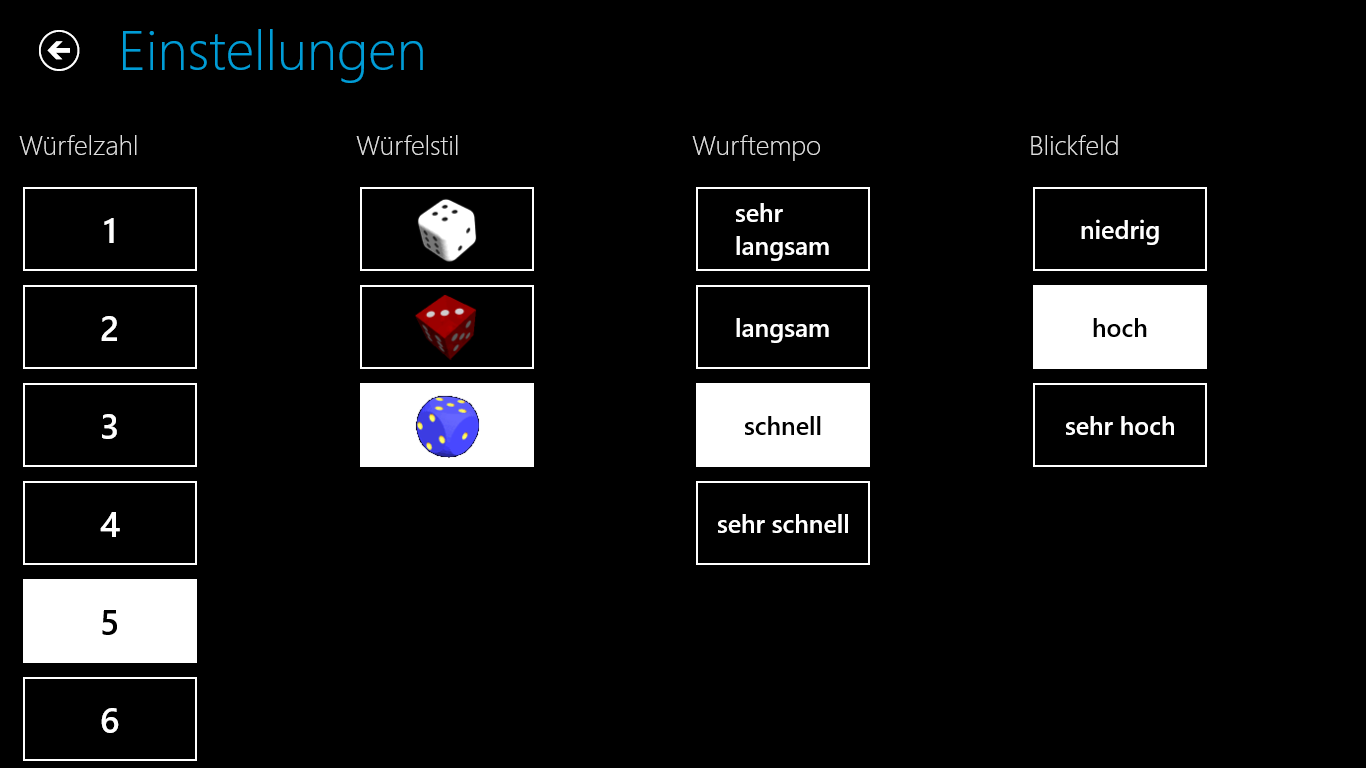 Einstellungen
Würfelzahl
1
2
3
4
5
6
Würfelstil
Wurftempo
sehr
langsam
langsam
schnell
sehr schnell
Blickfeld
niedrig
hoch
sehr hoch